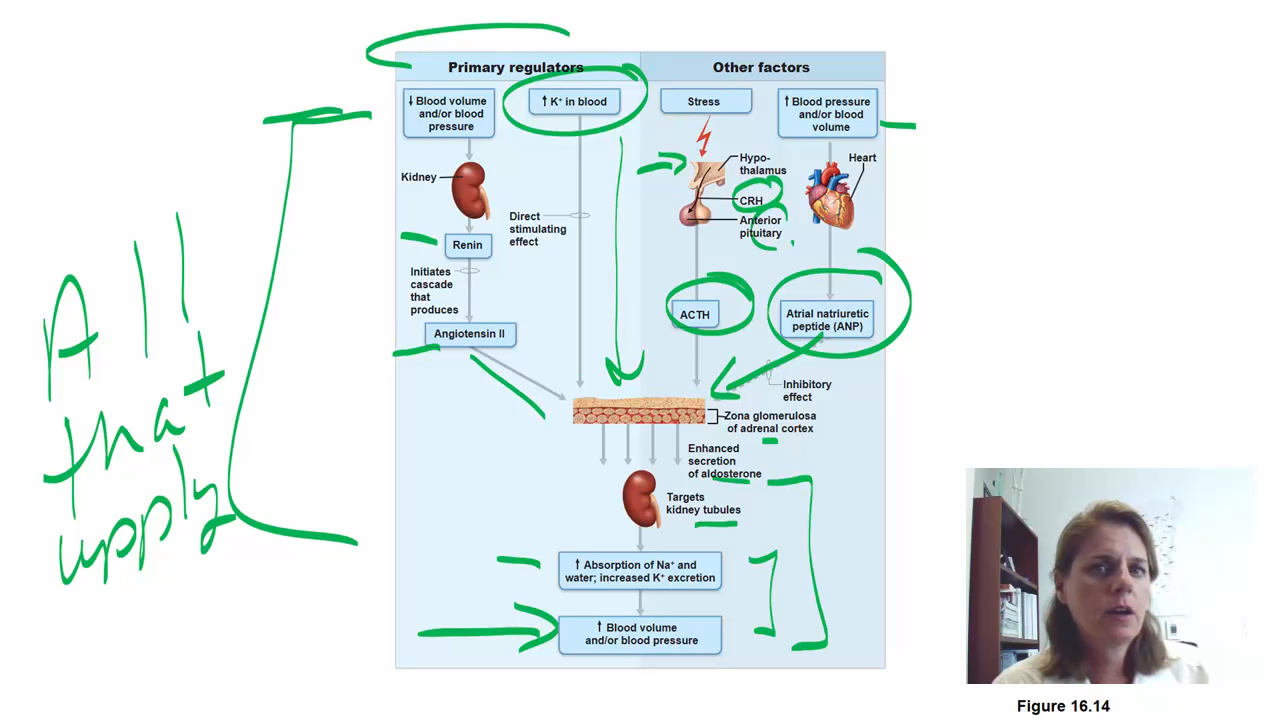 Primary regulators
Other factors
↓ Blood volume
and/or blood
pressure
↑ K⁺ in blood
Stress
↑ Blood pressure
and/or blood
volume
Kidney
Hypo-
thalamus
Heart
CRH
Anterior
pituitary
Direct
stimulating
effect
Renin
Initiates
cascade
that
produces
ACTH
Atrial natriuretic
peptide (ANP)
Angiotensin II
Inhibitory
effect
Zona glomerulosa
of adrenal cortex
Enhanced
secretion
of aldosterone
Targets
kidney tubules
↑ Absorption of Na⁺ and
water; increased K⁺ excretion
↑ Blood volume
and/or blood pressure
All
that
apply
Figure 16.14